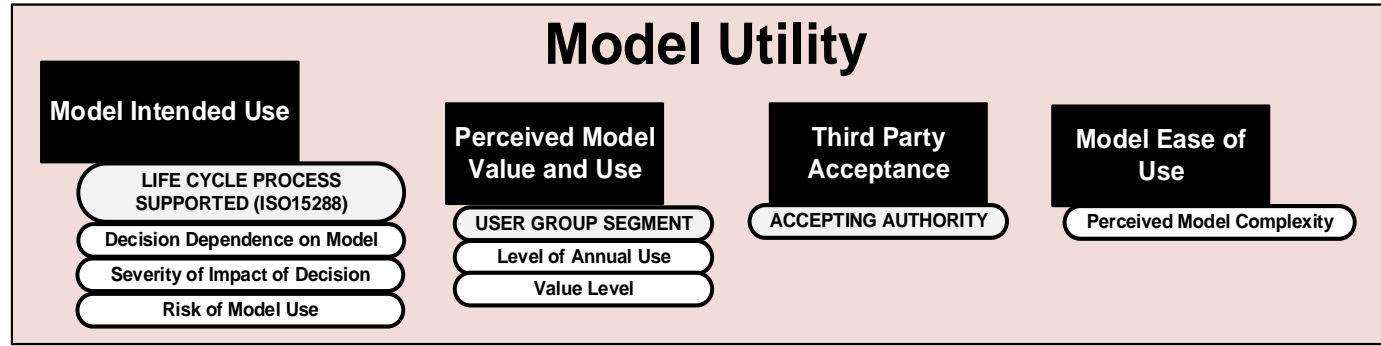 Model Utility
Model Intended Use
LIFE CYCLE PROCESS
SUPPORTED (ISO15288)
Decision Dependence on Model
Severity of Impact of Decision
Risk of Model Use
Perceived Model
Value and Use
USER GROUP SEGMENT
Level of Annual Use
Value Level
Third Party
Acceptance
ACCEPTING AUTHORITY
Model Ease of
Use
Perceived Model Complexity